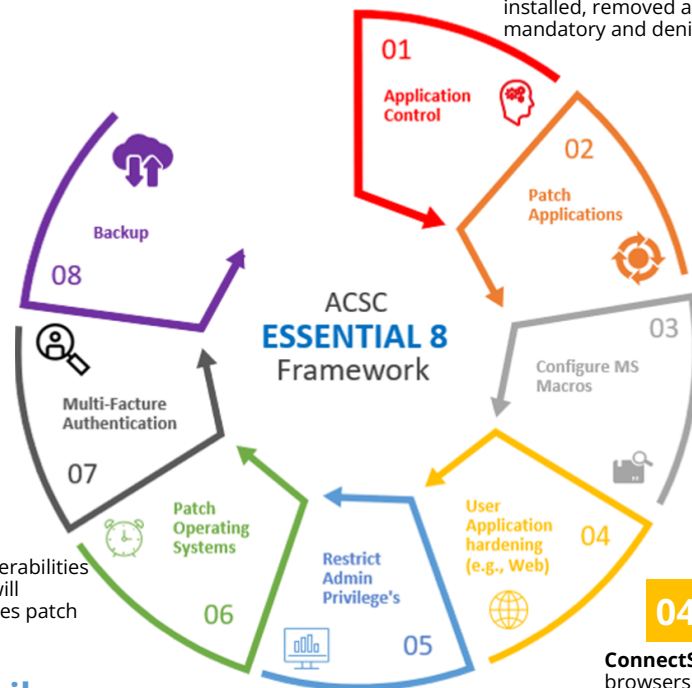 installed, removed a
mandatory and deni
01
Application
Control
02
Patch
Applications
03
Configure MS
Macros
04
User
Application
hardening
(e.g., Web)
05
Restrict
Admin
Privilege's
06
Patch
Operating
Systems
07
Multi-Facture
Authentication
08
Backup
ACSC
ESSENTIAL 8
Framework
erabilities
will
es patch
04
ConnectS
browsers